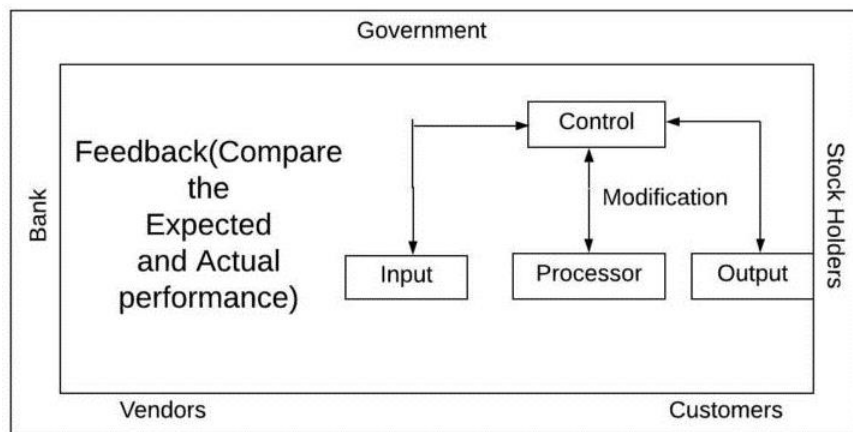 Government
Control
Feedback(Compare
the
Expected
and Actual
performance)
Modification
Bank
Stock Holders
Input
Processor
Output
Vendors
Customers